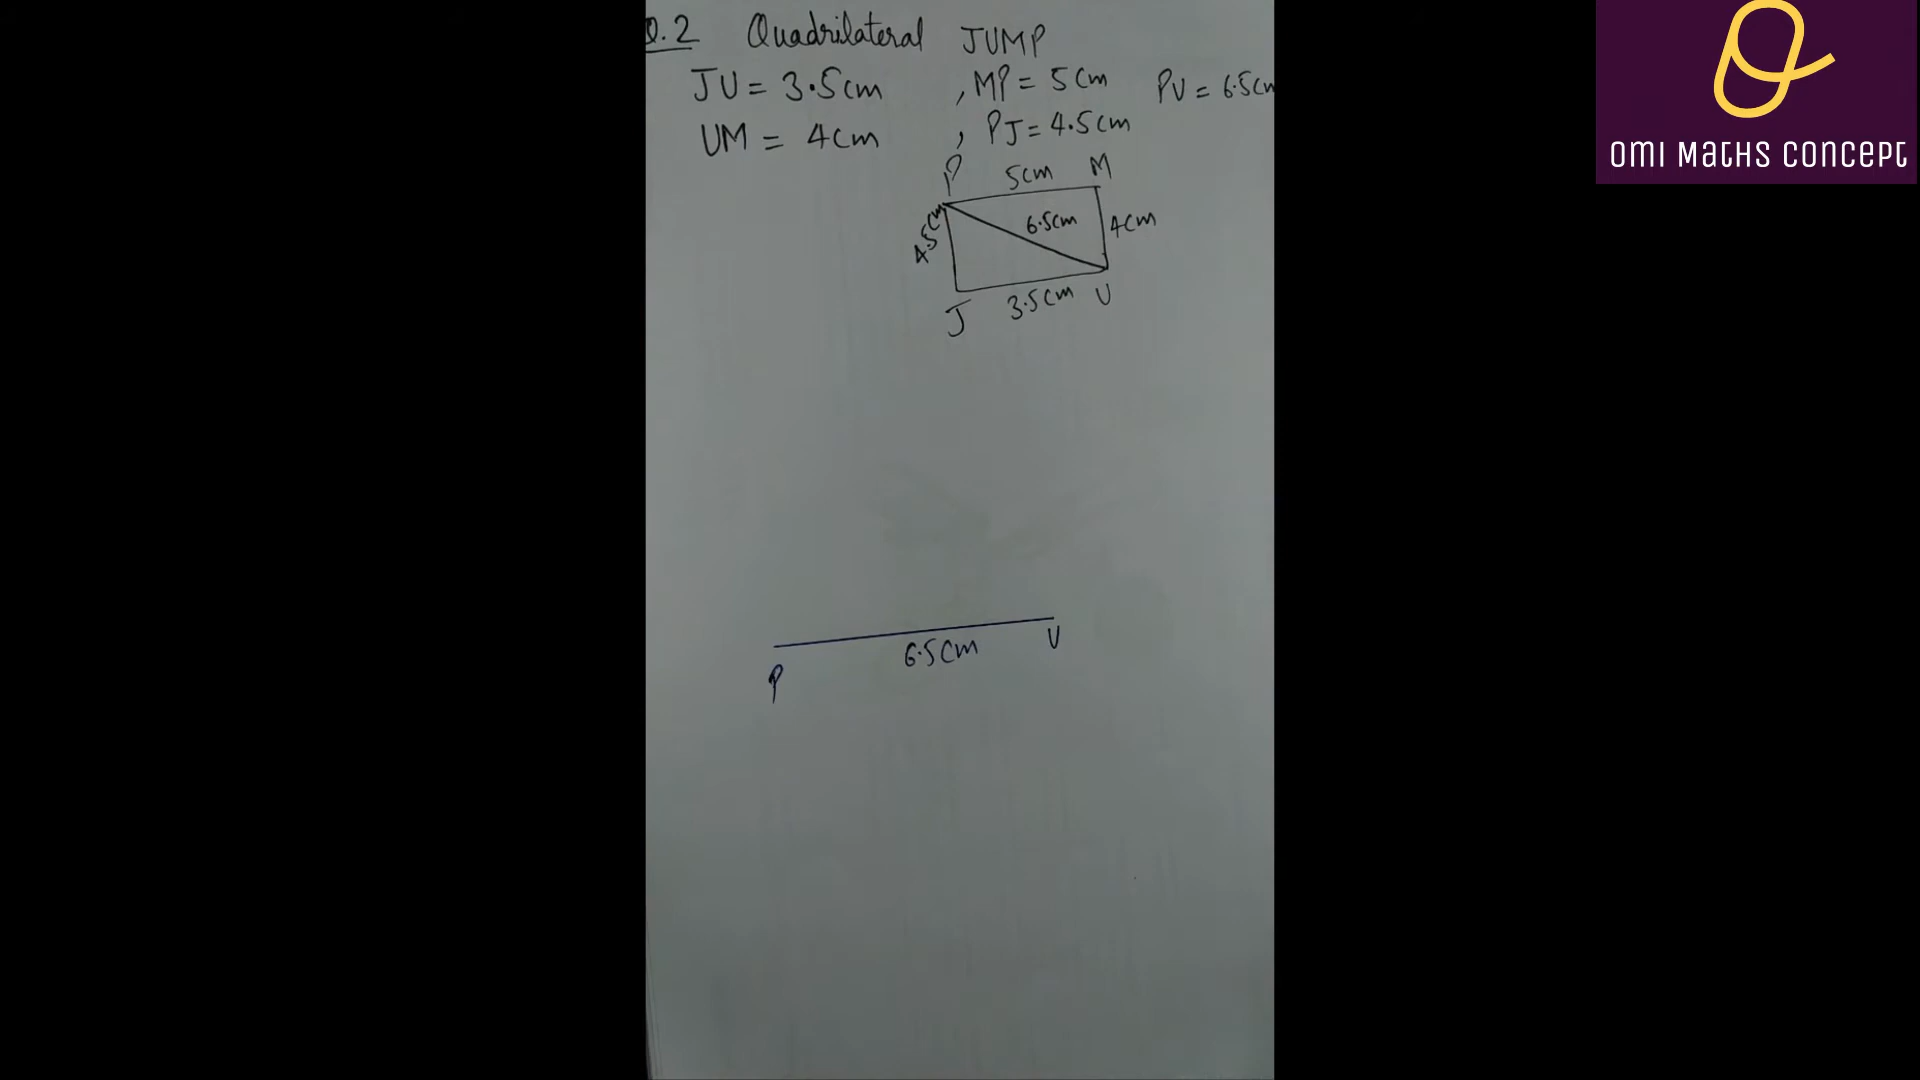 Q.2 Quadrilateral JUMP
JU = 3.5cm , MP = 5cm PU = 6.5cm
UM = 4cm , PJ = 4.5cm
P 5cm M
4.5cm 6.5cm 4cm
J 3.5cm U
P 6.5cm U
OMI MATHS CONCEPT